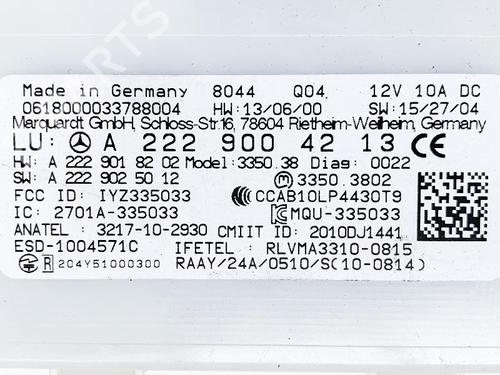 Made in Germany 8044 Q04 12V 10A DC
0618000033788004 HW:13/06/00 SW:15/27/04
Marquardt GmbH, Schloss-Str.16, 78604 Rietheim-Weilheim, Germany
LU: A 222 900 42 13 CE
HW: A 222 901 82 02 Model:3350.38 Diag: 0022
SW: A 222 902 50 12 M 3350.3802
FCC ID: IYZ335033 CCAB10LP4430T9
IC: 2701A-335033 MQU-335033
ANATEL : 3217-10-2930 CMIIT ID: 2010DJ1441
ESD-1004571C IFETEL: RLVMA3310-0815
R 204Y51000300 RAAY/24A/0510/S(10-0814)